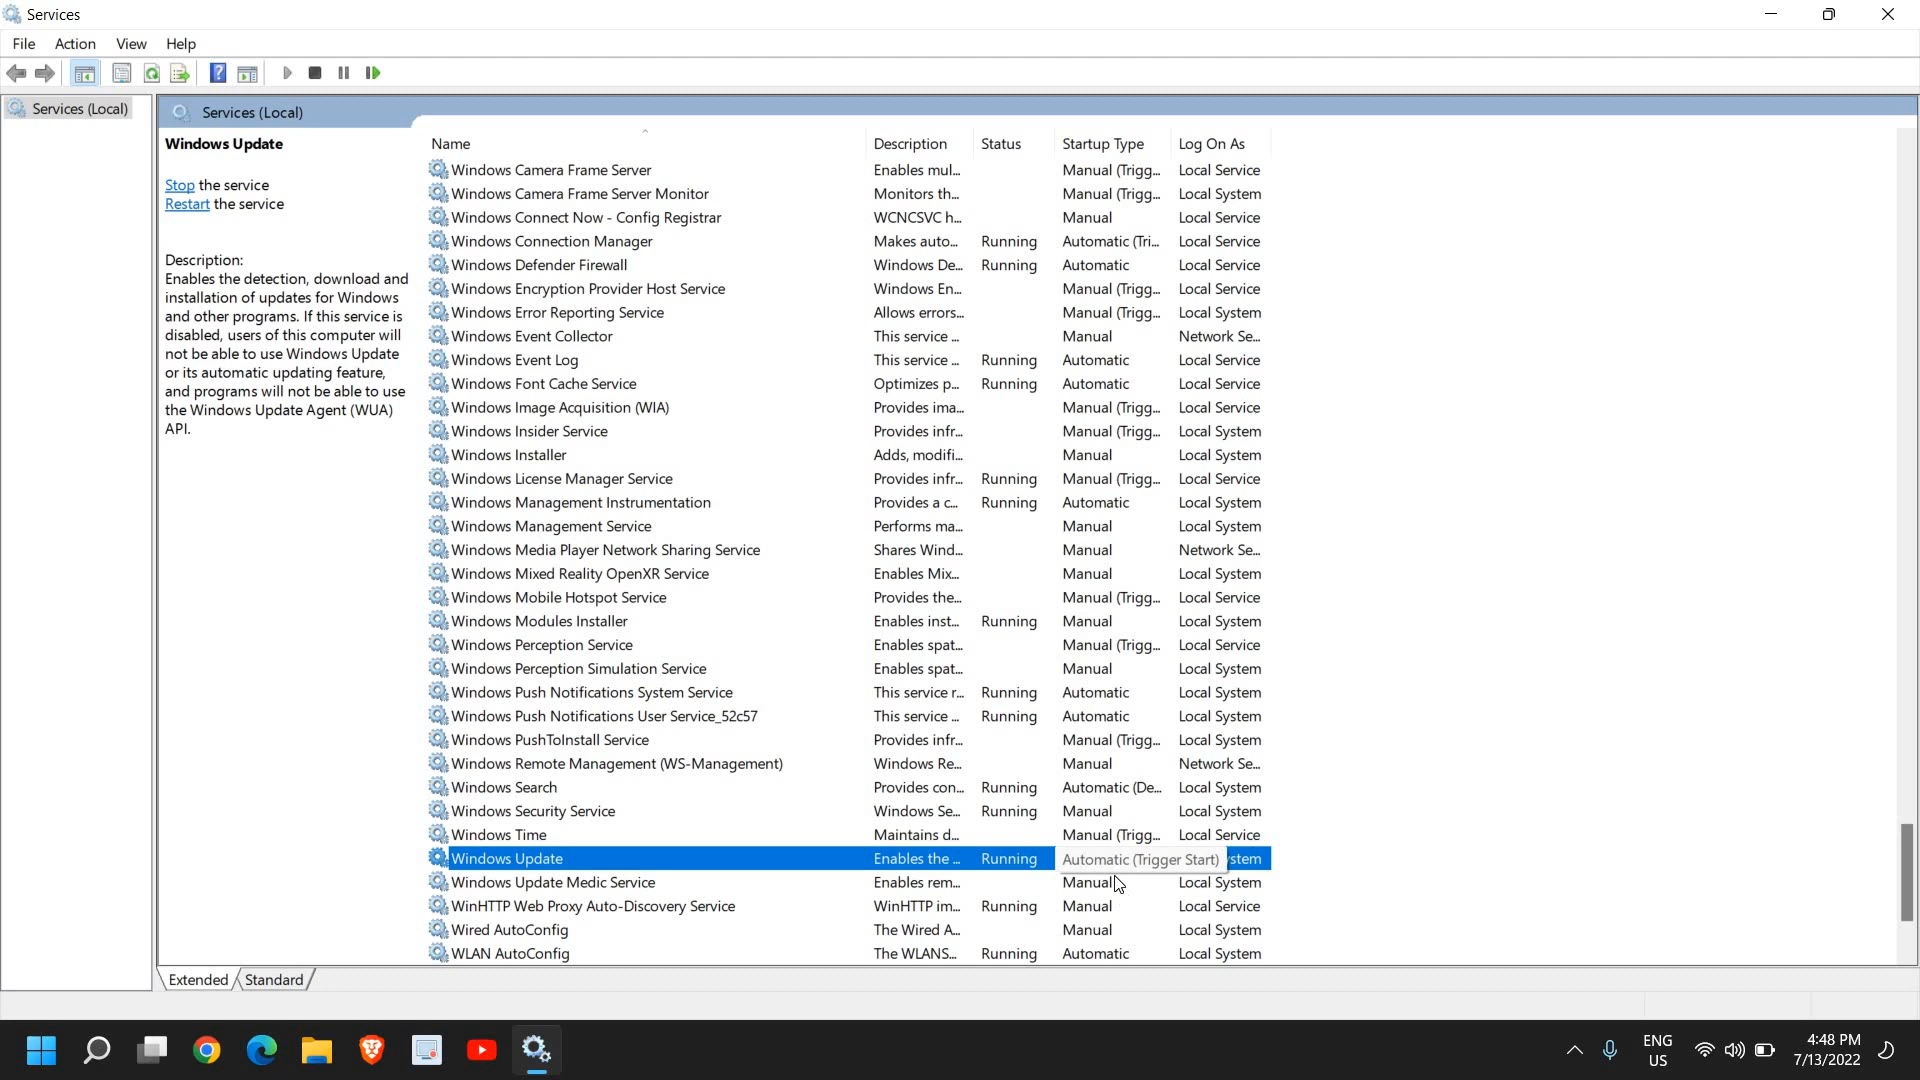 Services
File Action View Help
Services (Local)
Services (Local)
Windows Update
Stop the service
Restart the service
Description:
Enables the detection, download and
installation of updates for Windows
and other programs. If this service is
disabled, users of this computer will
not be able to use Windows Update
or its automatic updating feature,
and programs will not be able to use
the Windows Update Agent (WUA)
API.
Name Description Status Startup Type Log On As
Windows Camera Frame Server Enables mul... Manual (Trigg... Local Service
Windows Camera Frame Server Monitor Monitors th... Manual (Trigg... Local System
Windows Connect Now - Config Registrar WCNCSVC h... Manual Local Service
Windows Connection Manager Makes auto... Running Automatic (Tri... Local Service
Windows Defender Firewall Windows De... Running Automatic Local Service
Windows Encryption Provider Host Service Windows En... Manual (Trigg... Local Service
Windows Error Reporting Service Allows errors... Manual (Trigg... Local System
Windows Event Collector This service ... Manual Network Se...
Windows Event Log This service ... Running Automatic Local Service
Windows Font Cache Service Optimizes p... Running Automatic Local Service
Windows Image Acquisition (WIA) Provides ima... Manual (Trigg... Local Service
Windows Insider Service Provides infr... Manual (Trigg... Local System
Windows Installer Adds, modifi... Manual Local System
Windows License Manager Service Provides infr... Running Manual (Trigg... Local Service
Windows Management Instrumentation Provides a c... Running Automatic Local System
Windows Management Service Performs ma... Manual Local System
Windows Media Player Network Sharing Service Shares Wind... Manual Network Se...
Windows Mixed Reality OpenXR Service Enables Mix... Manual Local System
Windows Mobile Hotspot Service Provides the... Manual (Trigg... Local Service
Windows Modules Installer Enables inst... Running Manual Local System
Windows Perception Service Enables spat... Manual (Trigg... Local Service
Windows Perception Simulation Service Enables spat... Manual Local System
Windows Push Notifications System Service This service r... Running Automatic Local System
Windows Push Notifications User Service_52c57 This service ... Running Automatic Local System
Windows PushToInstall Service Provides infr... Manual (Trigg... Local System
Windows Remote Management (WS-Management) Windows Re... Manual Network Se...
Windows Search Provides con... Running Automatic (De... Local System
Windows Security Service Windows Se... Running Manual Local System
Windows Time Maintains d... Manual (Trigg... Local Service
Windows Update Enables the ... Running Automatic (Trigger Start) ystem
Windows Update Medic Service Enables rem... Manual Local System
WinHTTP Web Proxy Auto-Discovery Service WinHTTP im... Running Manual Local Service
Wired AutoConfig The Wired A... Manual Local System
WLAN AutoConfig The WLANS... Running Automatic Local System
Extended Standard
ENG
US
4:48 PM
7/13/2022